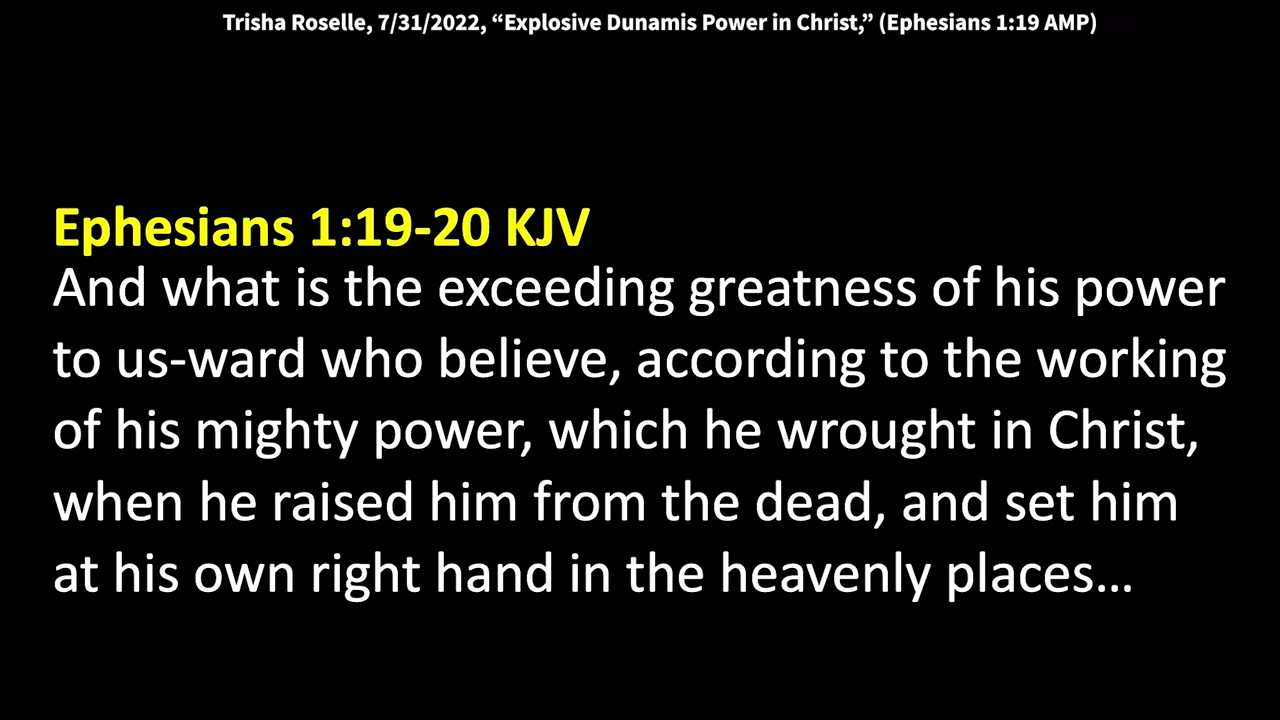 Trisha Roselle, 7/31/2022, “Explosive Dunamis Power in Christ,” (Ephesians 1:19 AMP)
Ephesians 1:19-20 KJV
And what is the exceeding greatness of his power
to us-ward who believe, according to the working
of his mighty power, which he wrought in Christ,
when he raised him from the dead, and set him
at his own right hand in the heavenly places…